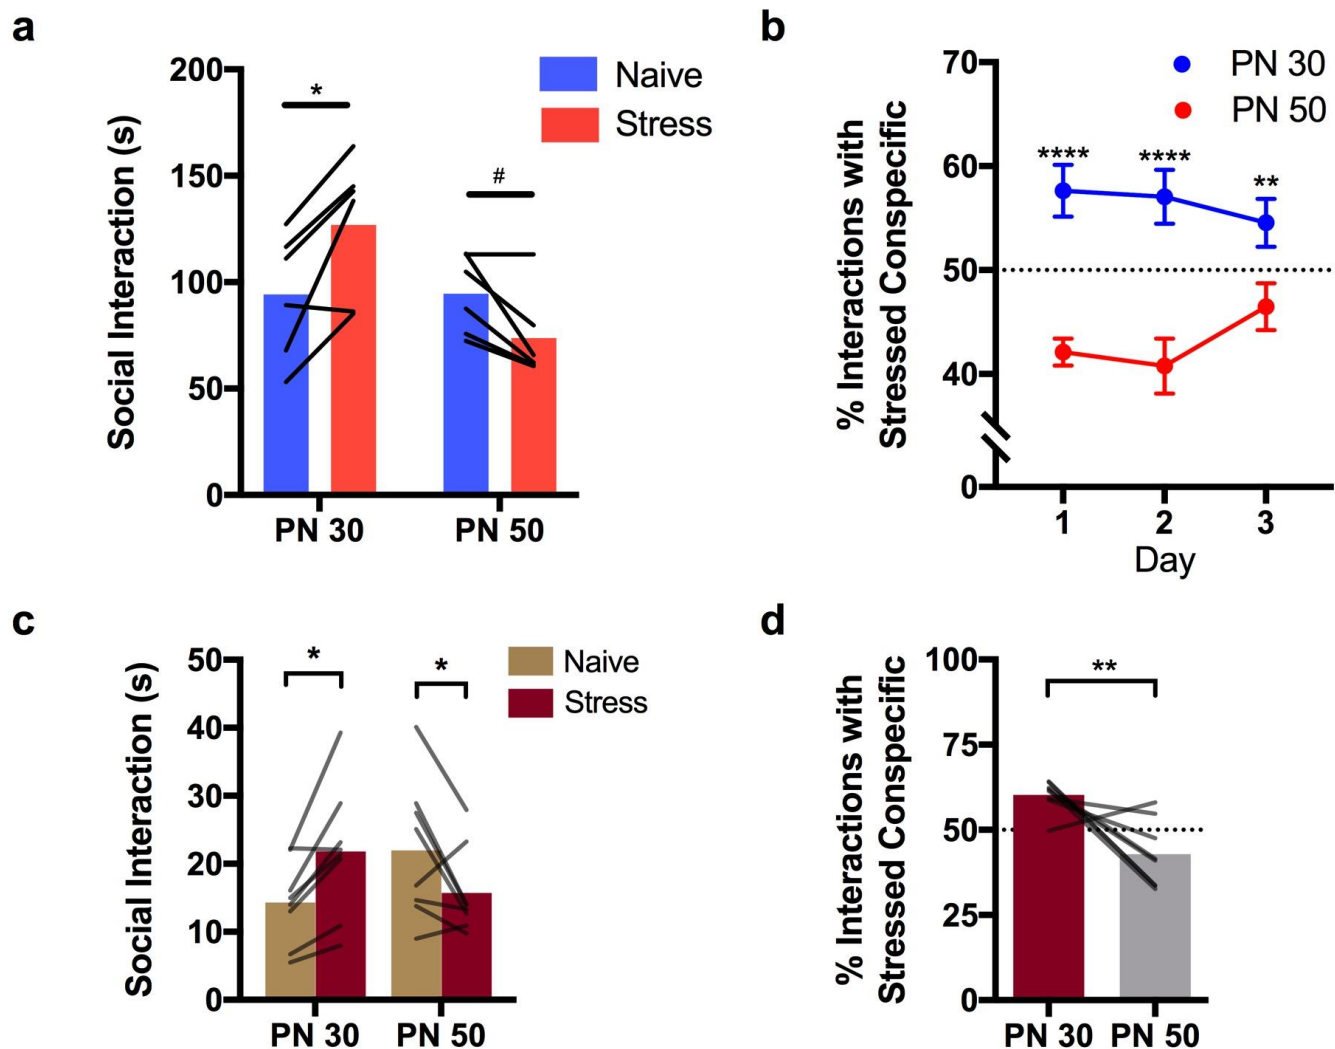 a
Social Interaction (s)
200
150
100
50
0
*
#
Naive
Stress
PN 30
PN 50
b
% Interactions with
Stressed Conspecific
70
60
50
40
0
PN 30
PN 50
****
****
**
1
2
3
Day
c
Social Interaction (s)
50
40
30
20
10
0
*
*
Naive
Stress
PN 30
PN 50
d
% Interactions with
Stressed Conspecific
100
75
50
25
0
**
PN 30
PN 50